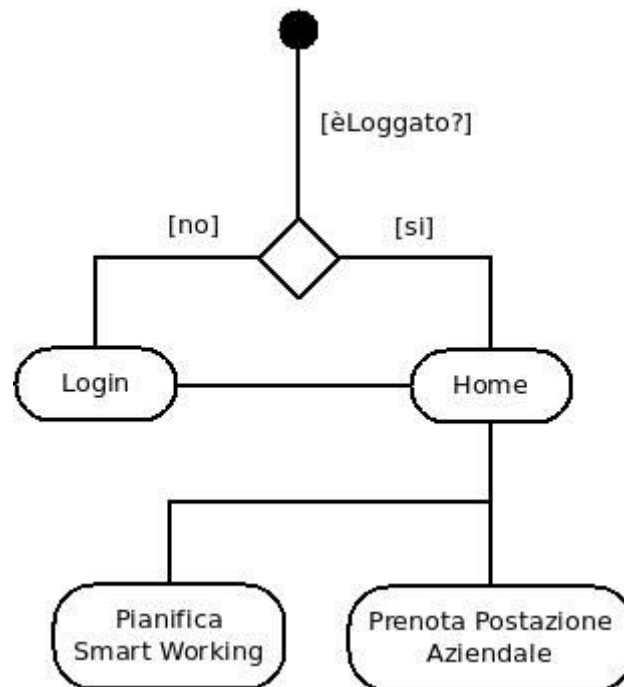 [èLoggato?]
[no]
[si]
Login
Home
Pianifica
Smart Working
Prenota Postazione
Aziendale